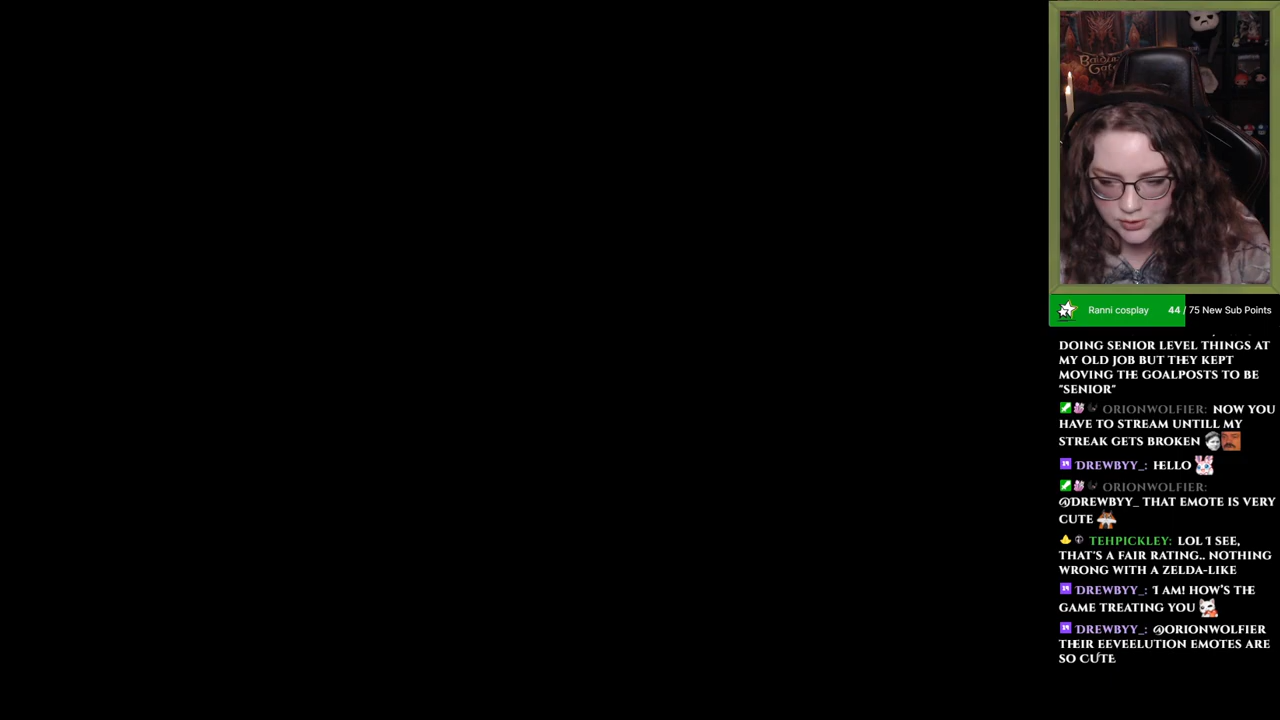 Baldur's
Gate
Ranni cosplay 44 / 75 New Sub Points
DOING SENIOR LEVEL THINGS AT
MY OLD JOB BUT THEY KEPT
MOVING THE GOALPOSTS TO BE
"SENIOR"
ORIONWOLFIER: NOW YOU
HAVE TO STREAM UNTILL MY
STREAK GETS BROKEN
DREWBYY_: HELLO
ORIONWOLFIER:
@DREWBYY_ THAT EMOTE IS VERY
CUTE
TEHPICKLEY: LOL I SEE,
THAT'S A FAIR RATING.. NOTHING
WRONG WITH A ZELDA-LIKE
DREWBYY_: I AM! HOW'S THE
GAME TREATING YOU
DREWBYY_: @ORIONWOLFIER
THEIR EEVEELUTION EMOTES ARE
SO CUTE